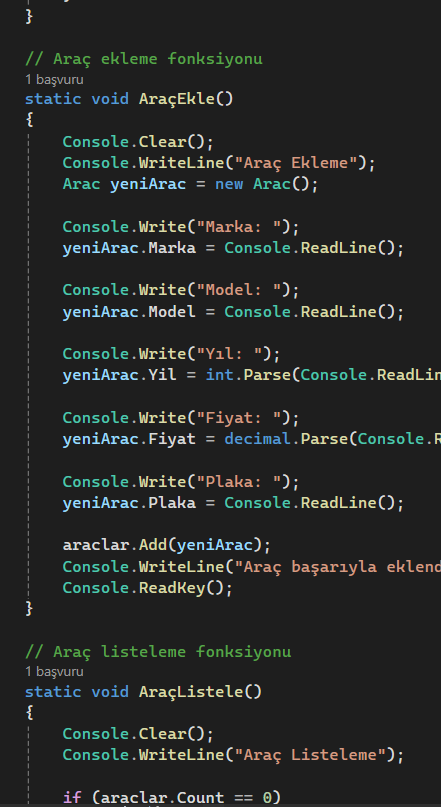 }
// Araç ekleme fonksiyonu
1 başvuru
static void AraçEkle()
{
Console.Clear();
Console.WriteLine("Araç Ekleme");
Arac yeniArac = new Arac();
Console.Write("Marka: ");
yeniArac.Marka = Console.ReadLine();
Console.Write("Model: ");
yeniArac.Model = Console.ReadLine();
Console.Write("Yıl: ");
yeniArac.Yil = int.Parse(Console.ReadLin
Console.Write("Fiyat: ");
yeniArac.Fiyat = decimal.Parse(Console.R
Console.Write("Plaka: ");
yeniArac.Plaka = Console.ReadLine();
araclar.Add(yeniArac);
Console.WriteLine("Araç başarıyla eklend
Console.ReadKey();
}
// Araç listeleme fonksiyonu
1 başvuru
static void AraçListele()
{
Console.Clear();
Console.WriteLine("Araç Listeleme");
if (araclar.Count == 0)